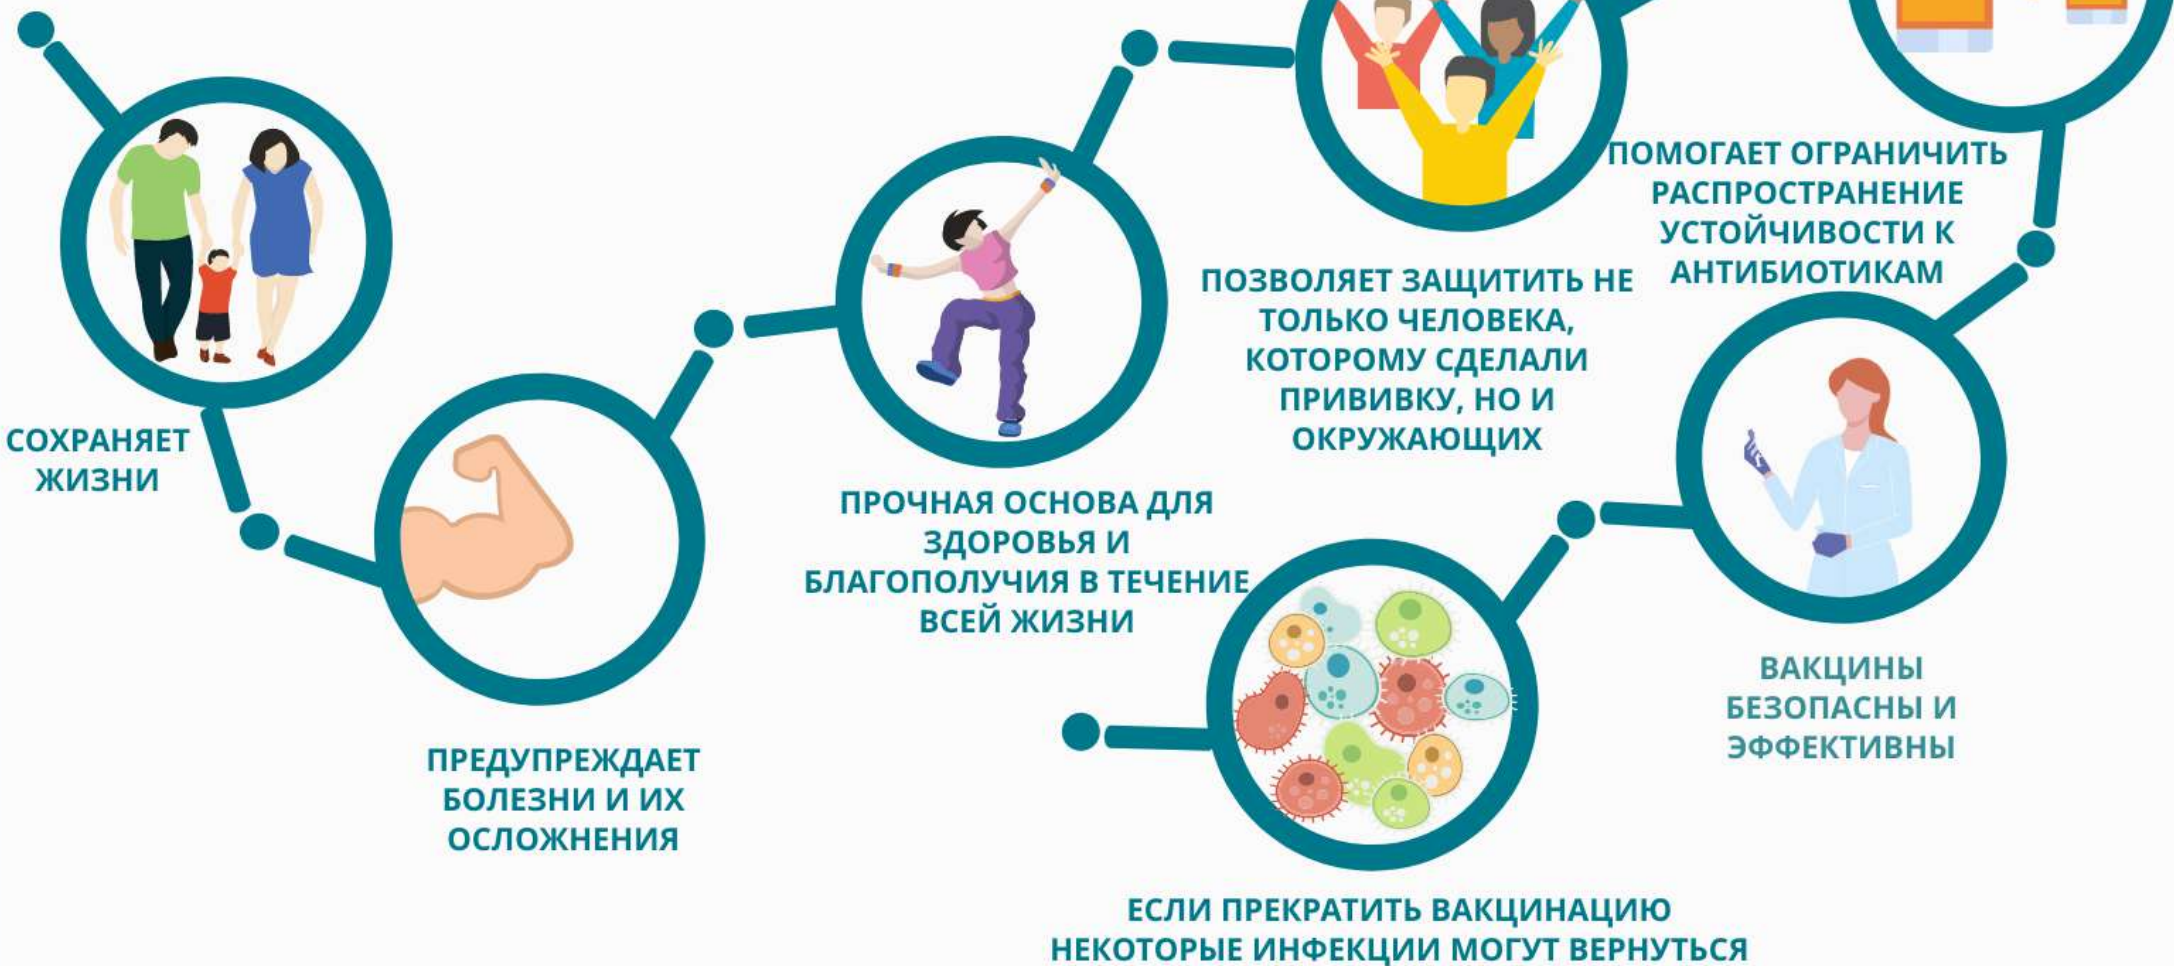 СОХРАНЯЕТ
ЖИЗНИ
ПРЕДУПРЕЖДАЕТ
БОЛЕЗНИ И ИХ
ОСЛОЖНЕНИЯ
ПРОЧНАЯ ОСНОВА ДЛЯ
ЗДОРОВЬЯ И
БЛАГОПОЛУЧИЯ В ТЕЧЕНИЕ
ВСЕЙ ЖИЗНИ
ПОЗВОЛЯЕТ ЗАЩИТИТЬ НЕ
ТОЛЬКО ЧЕЛОВЕКА,
КОТОРОМУ СДЕЛАЛИ
ПРИВИВКУ, НО И
ОКРУЖАЮЩИХ
ПОМОГАЕТ ОГРАНИЧИТЬ
РАСПРОСТРАНЕНИЕ
УСТОЙЧИВОСТИ К
АНТИБИОТИКАМ
ВАКЦИНЫ
БЕЗОПАСНЫ И
ЭФФЕКТИВНЫ
ЕСЛИ ПРЕКРАТИТЬ ВАКЦИНАЦИЮ
НЕКОТОРЫЕ ИНФЕКЦИИ МОГУТ ВЕРНУТЬСЯ